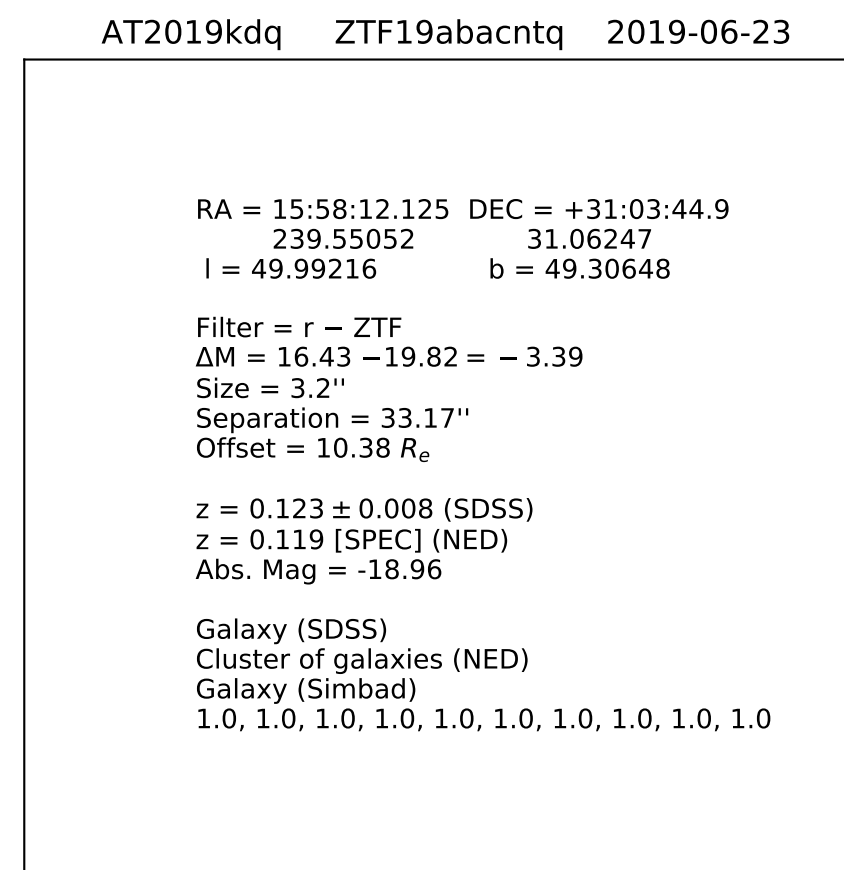 AT2019kdq ZTF19abacntq 2019-06-23
RA = 15:58:12.125 DEC = +31:03:44.9
239.55052 31.06247
l = 49.99216 b = 49.30648
Filter = r − ZTF
ΔM = 16.43 −19.82 = − 3.39
Size = 3.2''
Separation = 33.17''
Offset = 10.38 Rₑ
z = 0.123 ± 0.008 (SDSS)
z = 0.119 [SPEC] (NED)
Abs. Mag = -18.96
Galaxy (SDSS)
Cluster of galaxies (NED)
Galaxy (Simbad)
1.0, 1.0, 1.0, 1.0, 1.0, 1.0, 1.0, 1.0, 1.0, 1.0